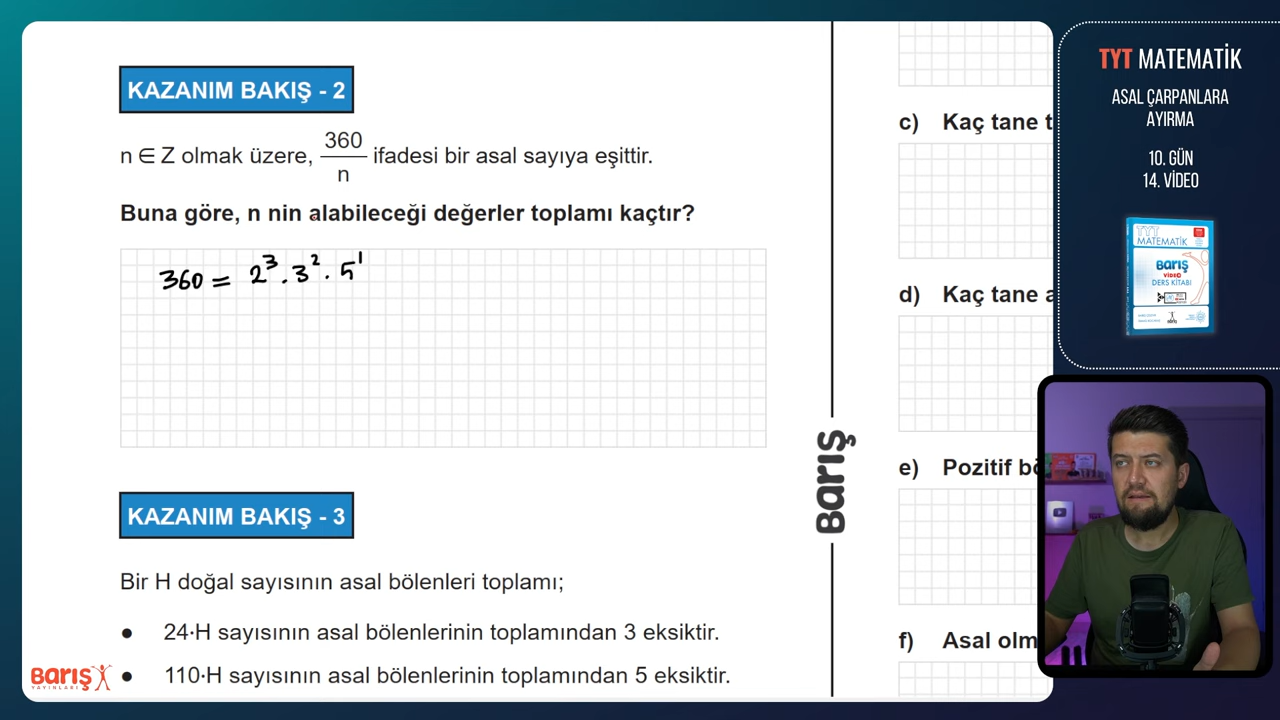 KAZANIM BAKIŞ - 2
n ∈ Z olmak üzere, 360/n ifadesi bir asal sayıya eşittir.
Buna göre, n nin alabileceği değerler toplamı kaçtır?
360 = 2³ . 3² . 5¹
KAZANIM BAKIŞ - 3
Bir H doğal sayısının asal bölenleri toplamı;
● 24·H sayısının asal bölenlerinin toplamından 3 eksiktir.
● 110·H sayısının asal bölenlerinin toplamından 5 eksiktir.
BARIŞ
YAYINLARI
Barış
c) Kaç tane t
d) Kaç tane a
e) Pozitif bö
f) Asal olm
TYT MATEMATİK
ASAL ÇARPANLARA
AYIRMA
10. GÜN
14. VİDEO
TYT
MATEMATİK
Barış
VİDEO
DERS KİTABI